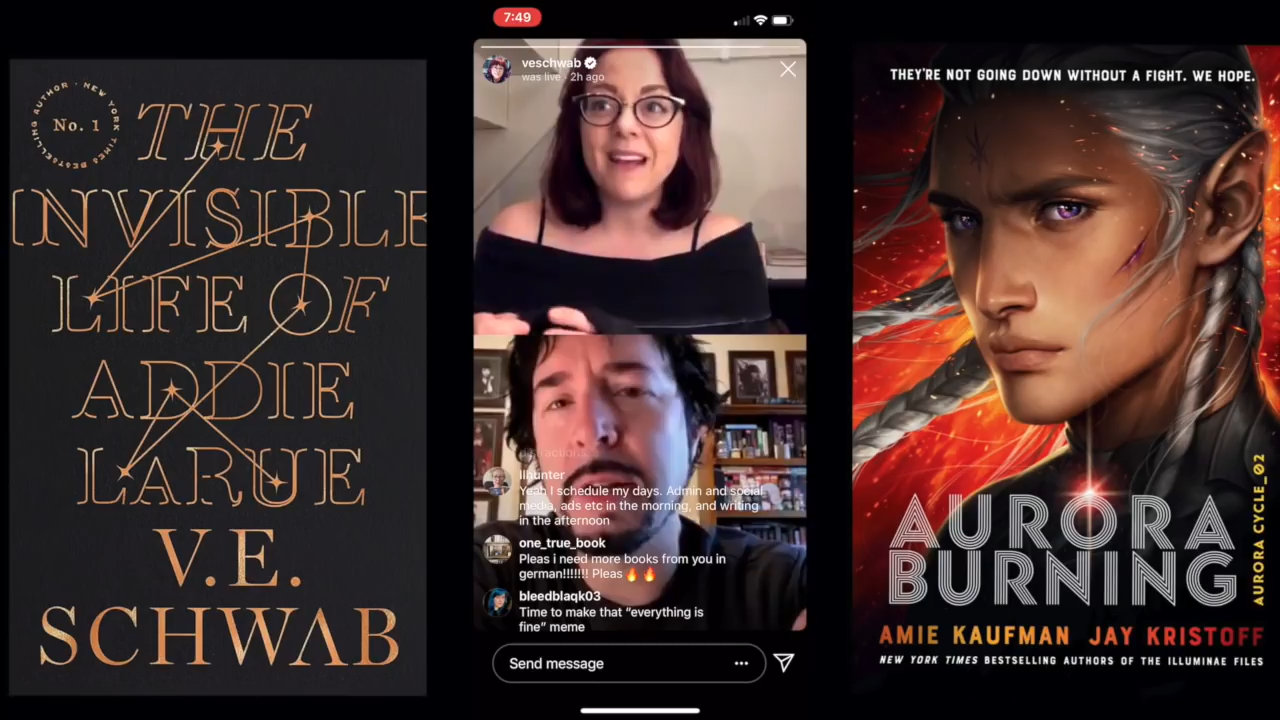 No. 1
NEW YORK TIMES BESTSELLING AUTHOR
THE
INVISIBLE
LIFE OF
ADDIE
LARUE
V.E.
SCHWAB
7:49
veschwab
was live · 2h ago
llhunter
Yeah I schedule my days. Admin and social
media, ads etc in the morning, and writing
in the afternoon
one_true_book
Pleas i need more books from you in
german!!!!!!! Pleas 🔥 🔥
bleedblaqk03
Time to make that “everything is
fine” meme
Send message
THEY'RE NOT GOING DOWN WITHOUT A FIGHT. WE HOPE.
AURORA
BURNING
AURORA CYCLE_02
AMIE KAUFMAN JAY KRISTOFF
NEW YORK TIMES BESTSELLING AUTHORS OF THE ILLUMINAE FILES